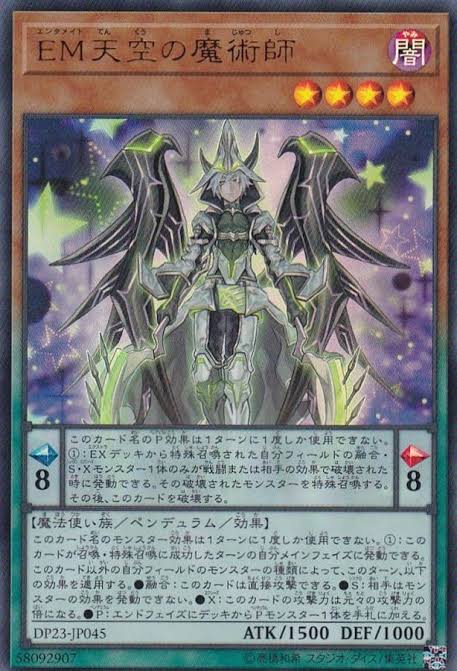 EM天空の魔術師
闇
8
このカード名のP効果は1ターンに1度しか使用できない。
①:EXデッキから特殊召喚された自分フィールドの融合・
S・Xモンスター1体のみが戦闘または相手の効果で破壊された
時に発動できる。その破壊されたモンスターを特殊召喚する。
その後、このカードを破壊する。
8
【魔法使い族/ペンデュラム/効果】
このカード名のモンスター効果は1ターンに1度しか使用できない。①:この
カードが召喚・特殊召喚に成功したターンの自分メインフェイズに発動できる。
このカード以外の自分フィールドのモンスターの種類によって、このターン、以下
の効果を適用する。●融合:このカードは直接攻撃できる。●S:相手はモン
スターの効果を発動できない。●X:このカードの攻撃力は元々の攻撃力の
倍になる。●P:エンドフェイズにデッキからPモンスター1体を手札に加える。
DP23-JP045 ATK/1500 DEF/1000
58092907 ©高橋和希 スタジオ・ダイス/集英社